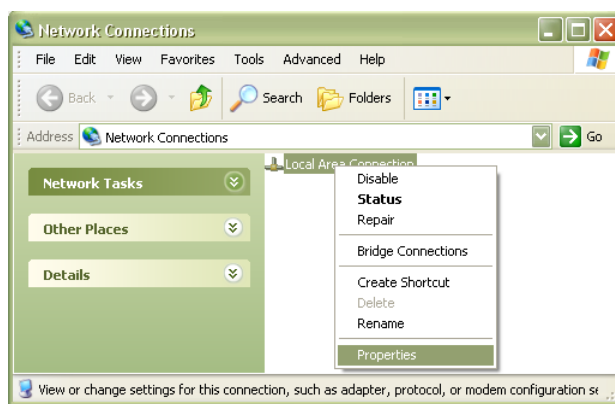 Network Connections
File Edit View Favorites Tools Advanced Help
Back Search Folders
Address Network Connections Go
Network Tasks
Other Places
Details
Local Area Connection
Disable
Status
Repair
Bridge Connections
Create Shortcut
Delete
Rename
Properties
View or change settings for this connection, such as adapter, protocol, or modem configuration se